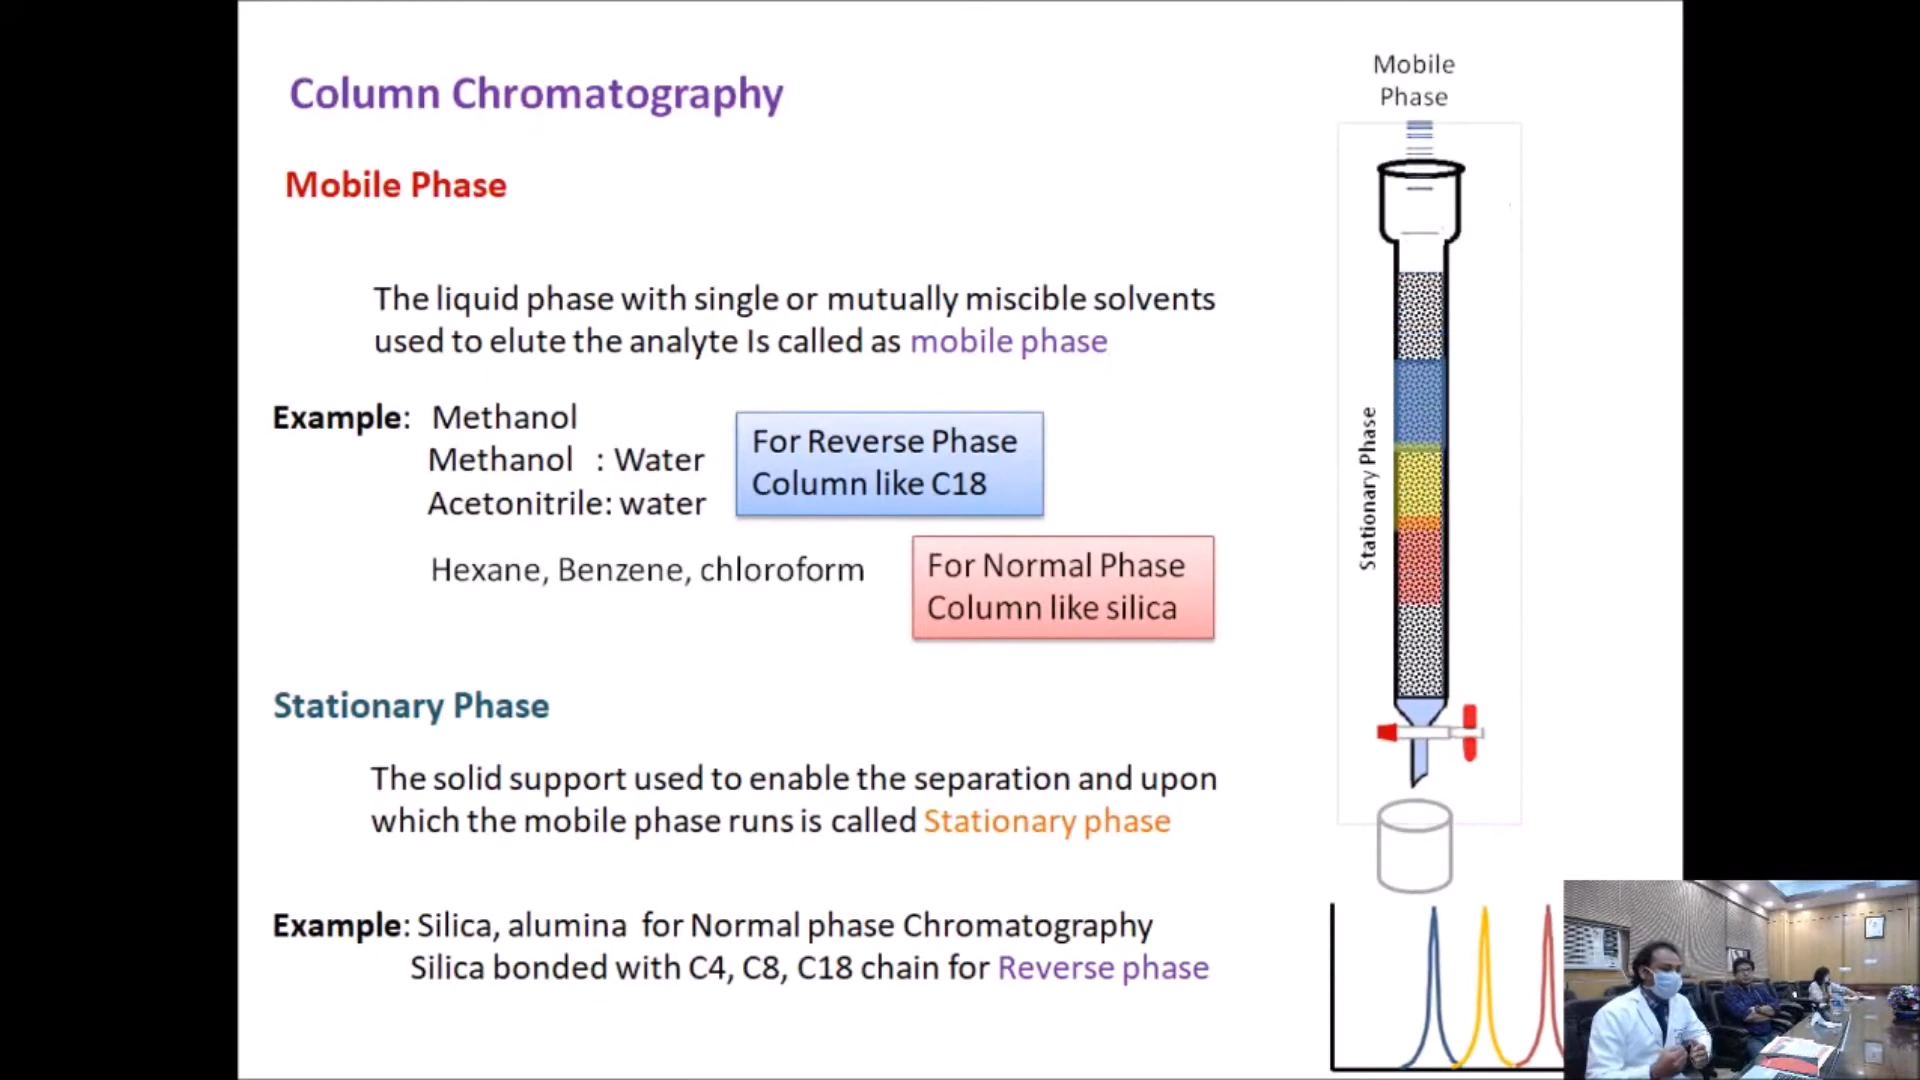 Column Chromatography
Mobile Phase
The liquid phase with single or mutually miscible solvents
used to elute the analyte Is called as mobile phase
Example: Methanol
Methanol : Water
Acetonitrile: water
For Reverse Phase
Column like C18
Hexane, Benzene, chloroform
For Normal Phase
Column like silica
Stationary Phase
The solid support used to enable the separation and upon
which the mobile phase runs is called Stationary phase
Example: Silica, alumina for Normal phase Chromatography
Silica bonded with C4, C8, C18 chain for Reverse phase
Mobile
Phase
Stationary Phase